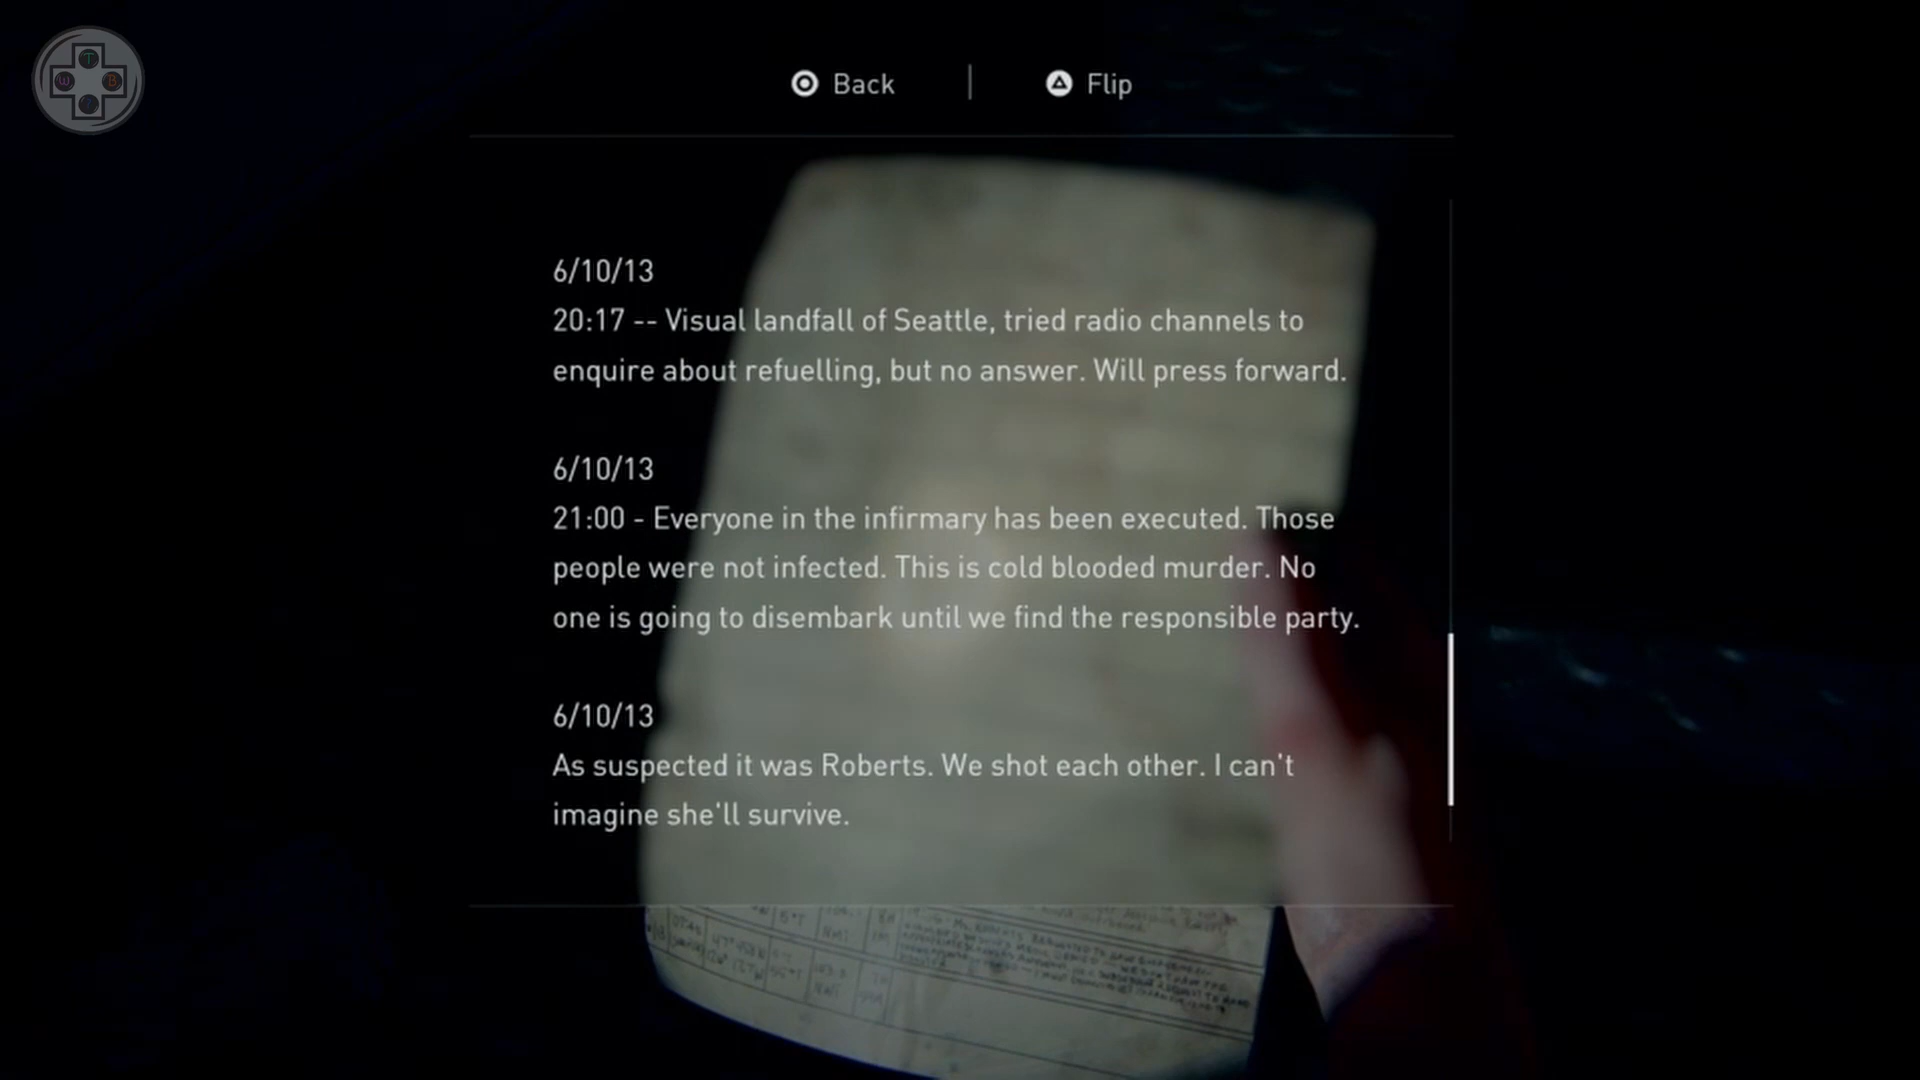 Back | Flip
6/10/13
20:17 -- Visual landfall of Seattle, tried radio channels to
enquire about refuelling, but no answer. Will press forward.
6/10/13
21:00 - Everyone in the infirmary has been executed. Those
people were not infected. This is cold blooded murder. No
one is going to disembark until we find the responsible party.
6/10/13
As suspected it was Roberts. We shot each other. I can't
imagine she'll survive.